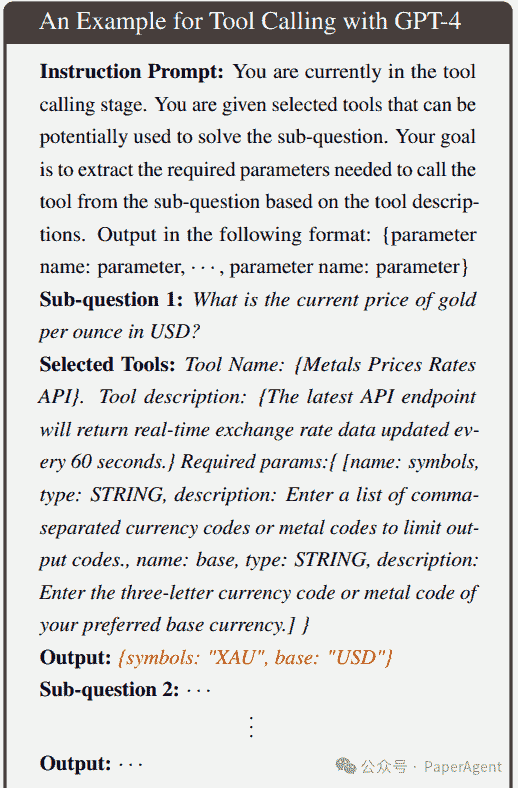 An Example for Tool Calling with GPT-4
Instruction Prompt: You are currently in the tool
calling stage. You are given selected tools that can be
potentially used to solve the sub-question. Your goal
is to extract the required parameters needed to call the
tool from the sub-question based on the tool descrip-
tions. Output in the following format: {parameter
name: parameter, ··· , parameter name: parameter}
Sub-question 1: What is the current price of gold
per ounce in USD?
Selected Tools: Tool Name: {Metals Prices Rates
API}. Tool description: {The latest API endpoint
will return real-time exchange rate data updated ev-
ery 60 seconds.} Required params:{ [name: symbols,
type: STRING, description: Enter a list of comma-
separated currency codes or metal codes to limit out-
put codes., name: base, type: STRING, description:
Enter the three-letter currency code or metal code of
your preferred base currency.] }
Output: {symbols: "XAU", base: "USD"}
Sub-question 2: ···
⋮
Output: ···
公众号 · PaperAgent